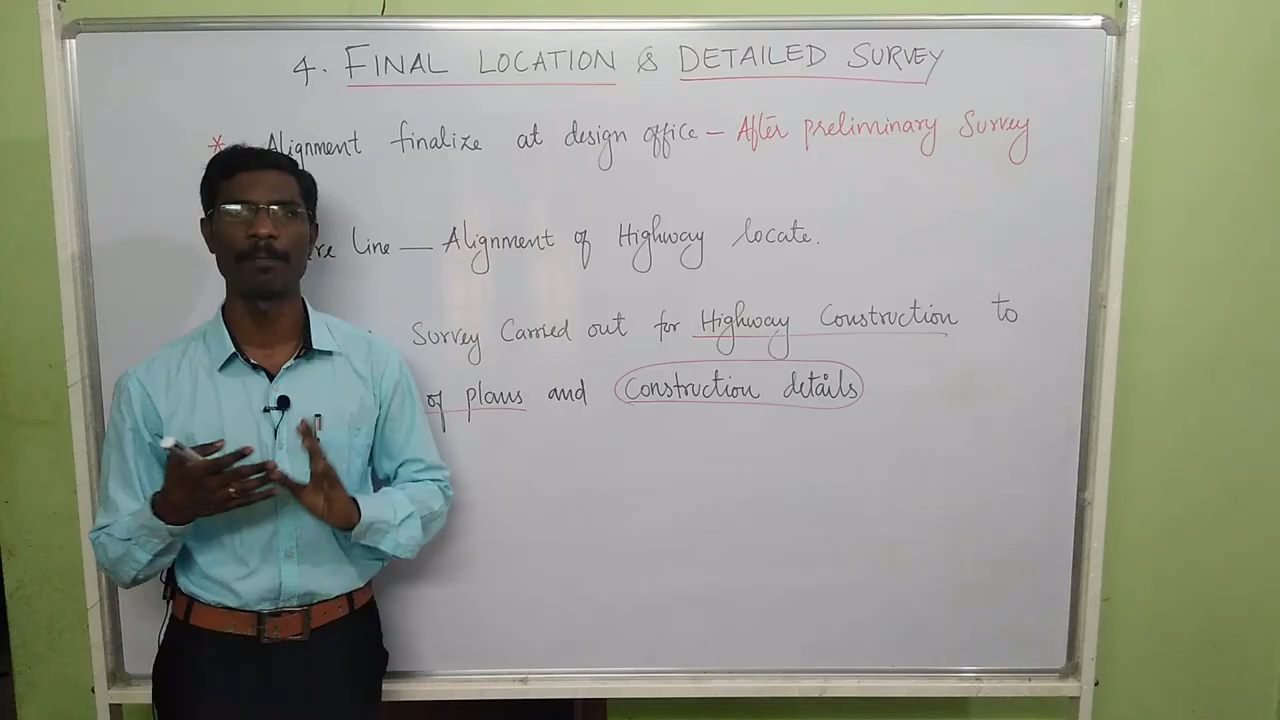 4. FINAL LOCATION & DETAILED SURVEY
* Alignment finalize at design office – After preliminary Survey
line — Alignment of Highway locate.
Survey Carried out for Highway Construction to
of plans and Construction details